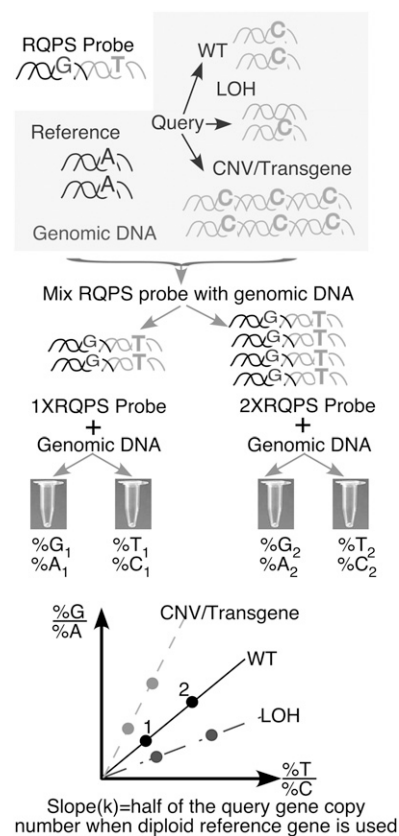 RQPS Probe
G T
WT
C
C
LOH
C
Query
Reference
A
A
CNV/Transgene
C C C
C C C
Genomic DNA
Mix RQPS probe with genomic DNA
G T
G T
G T
G T
G T
G T
1XRQPS Probe
+
Genomic DNA
2XRQPS Probe
+
Genomic DNA
%G1
%A1
%T1
%C1
%G2
%A2
%T2
%C2
%G
%A
CNV/Transgene
WT
2
1
LOH
%T
%C
Slope(k)=half of the query gene copy
number when diploid reference gene is used